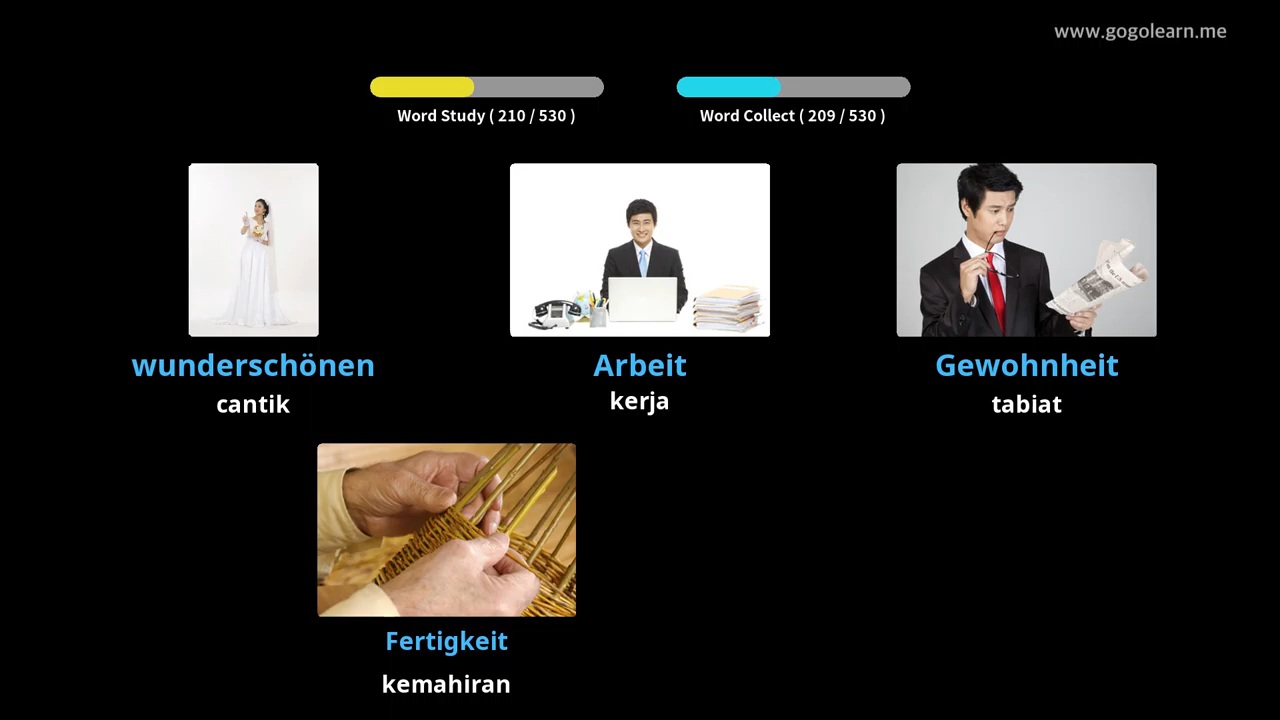 www.gogolearn.me
Word Study ( 210 / 530 )
Word Collect ( 209 / 530 )
wunderschönen
cantik
Arbeit
kerja
Gewohnheit
tabiat
Fertigkeit
kemahiran